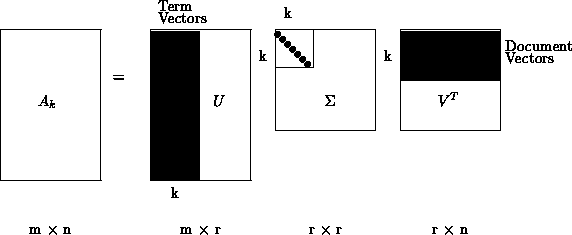 Term
Vectors
k
k
k
Document
Vectors
=
A_k
U
Σ
V^T
k
m × n
m × r
r × r
r × n